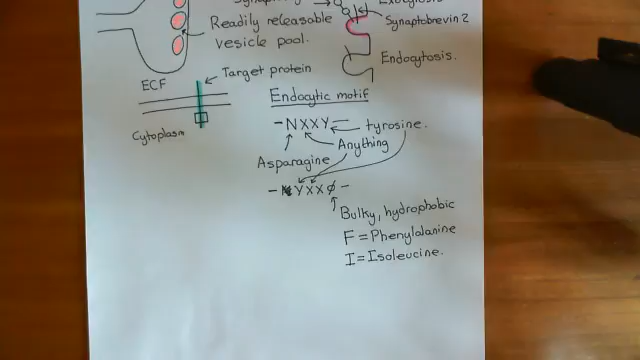 Readily releasable
Synaptobrevin 2
vesicle pool.
Endocytosis.
ECF
Target protein
Endocytic motif
Cytoplasm
-NXXY-
tyrosine.
Anything
Asparagine
-YXXØ-
Bulky, hydrophobic
F=Phenylalanine
I=Isoleucine.